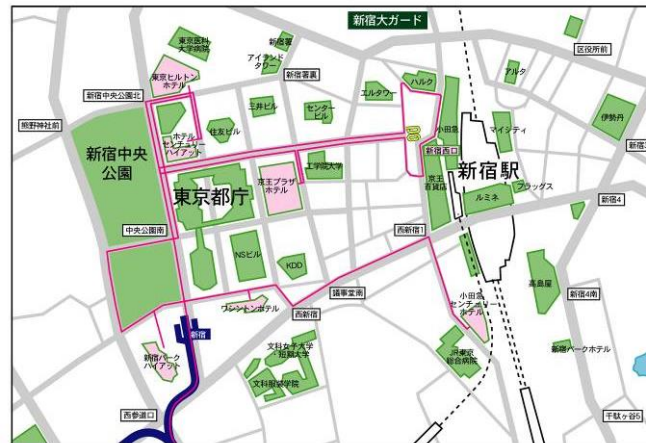 新宿大ガード
東京医科
大学病院
新宿署
アイランド
タワー
区役所前
東京ヒルトン
ホテル
新宿署裏
ハルク
アルタ
新宿中央公園北
エルタワー
三井ビル
センター
ビル
小田急
伊勢丹
熊野神社前
住友ビル
マイシティ
ホテル
センチュリー
ハイアット
新宿西口
新宿3
新宿中央
公園
工学院大学
京王
百貨店
新宿駅
京王プラザ
ホテル
東京都庁
フラッグス
ルミネ
新宿4
中央公園南
西新宿1
NSビル
KDD
高島屋
議事堂南
新宿4南
小田急
センチュリー
ホテル
ワシントンホテル
西新宿
新宿
新宿パーク
ハイアット
文科女子大学
・短期大学
JR東京
総合病院
新宿パークホテル
文科服装学院
西参道口
千駄ヶ谷5